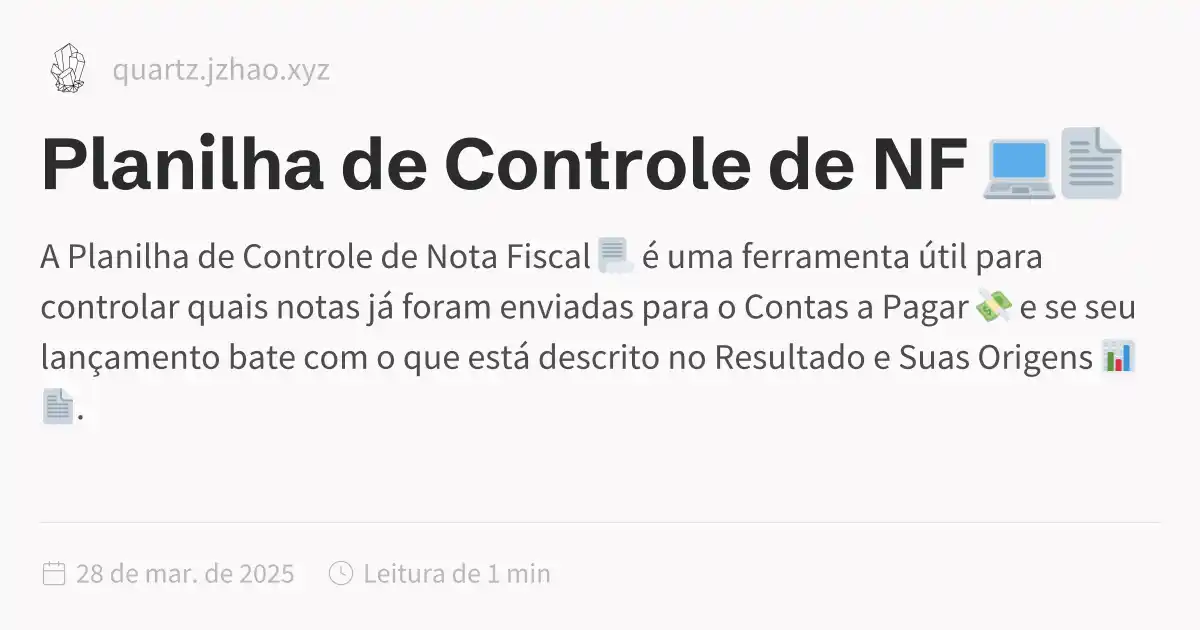 quartz.jzhao.xyz
Planilha de Controle de NF 💻📄
A Planilha de Controle de Nota Fiscal 📃 é uma ferramenta útil para
controlar quais notas já foram enviadas para o Contas a Pagar 💸 e se seu
lançamento bate com o que está descrito no Resultado e Suas Origens 📊
📄.
28 de mar. de 2025
Leitura de 1 min